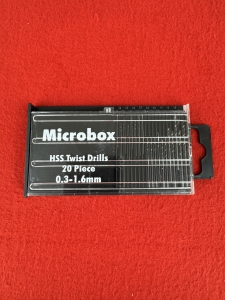 Microbox
HSS Twist Drills
20 Piece
0.3-1.6mm